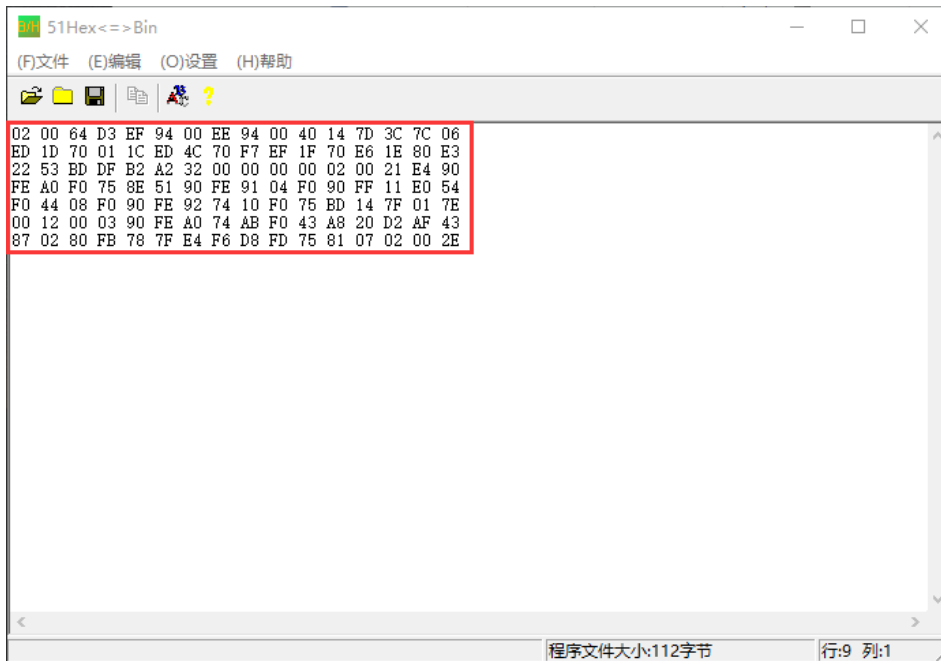 B/H 51Hex<=>Bin
(F)文件 (E)编辑 (O)设置 (H)帮助
02 00 64 D3 EF 94 00 EE 94 00 40 14 7D 3C 7C 06
ED 1D 70 01 1C ED 4C 70 F7 EF 1F 70 E6 1E 80 E3
22 53 BD DF B2 A2 32 00 00 00 00 02 00 21 E4 90
FE A0 F0 75 8E 51 90 FE 91 04 F0 90 FF 11 E0 54
F0 44 08 F0 90 FE 92 74 10 F0 75 BD 14 7F 01 7E
00 12 00 03 90 FE A0 74 AB F0 43 A8 20 D2 AF 43
87 02 80 FB 78 7F E4 F6 D8 FD 75 81 07 02 00 2E
程序文件大小:112字节 行:9 列:1